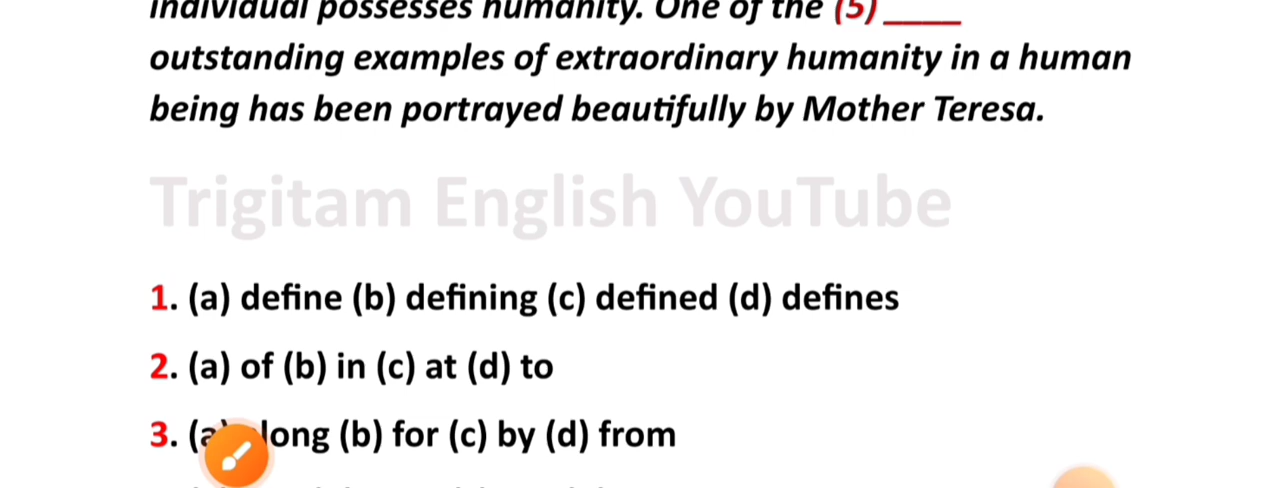 individual possesses humanity. One of the (5) ____
outstanding examples of extraordinary humanity in a human
being has been portrayed beautifully by Mother Teresa.
Trigitam English YouTube
1. (a) define (b) defining (c) defined (d) defines
2. (a) of (b) in (c) at (d) to
3. (a) long (b) for (c) by (d) from